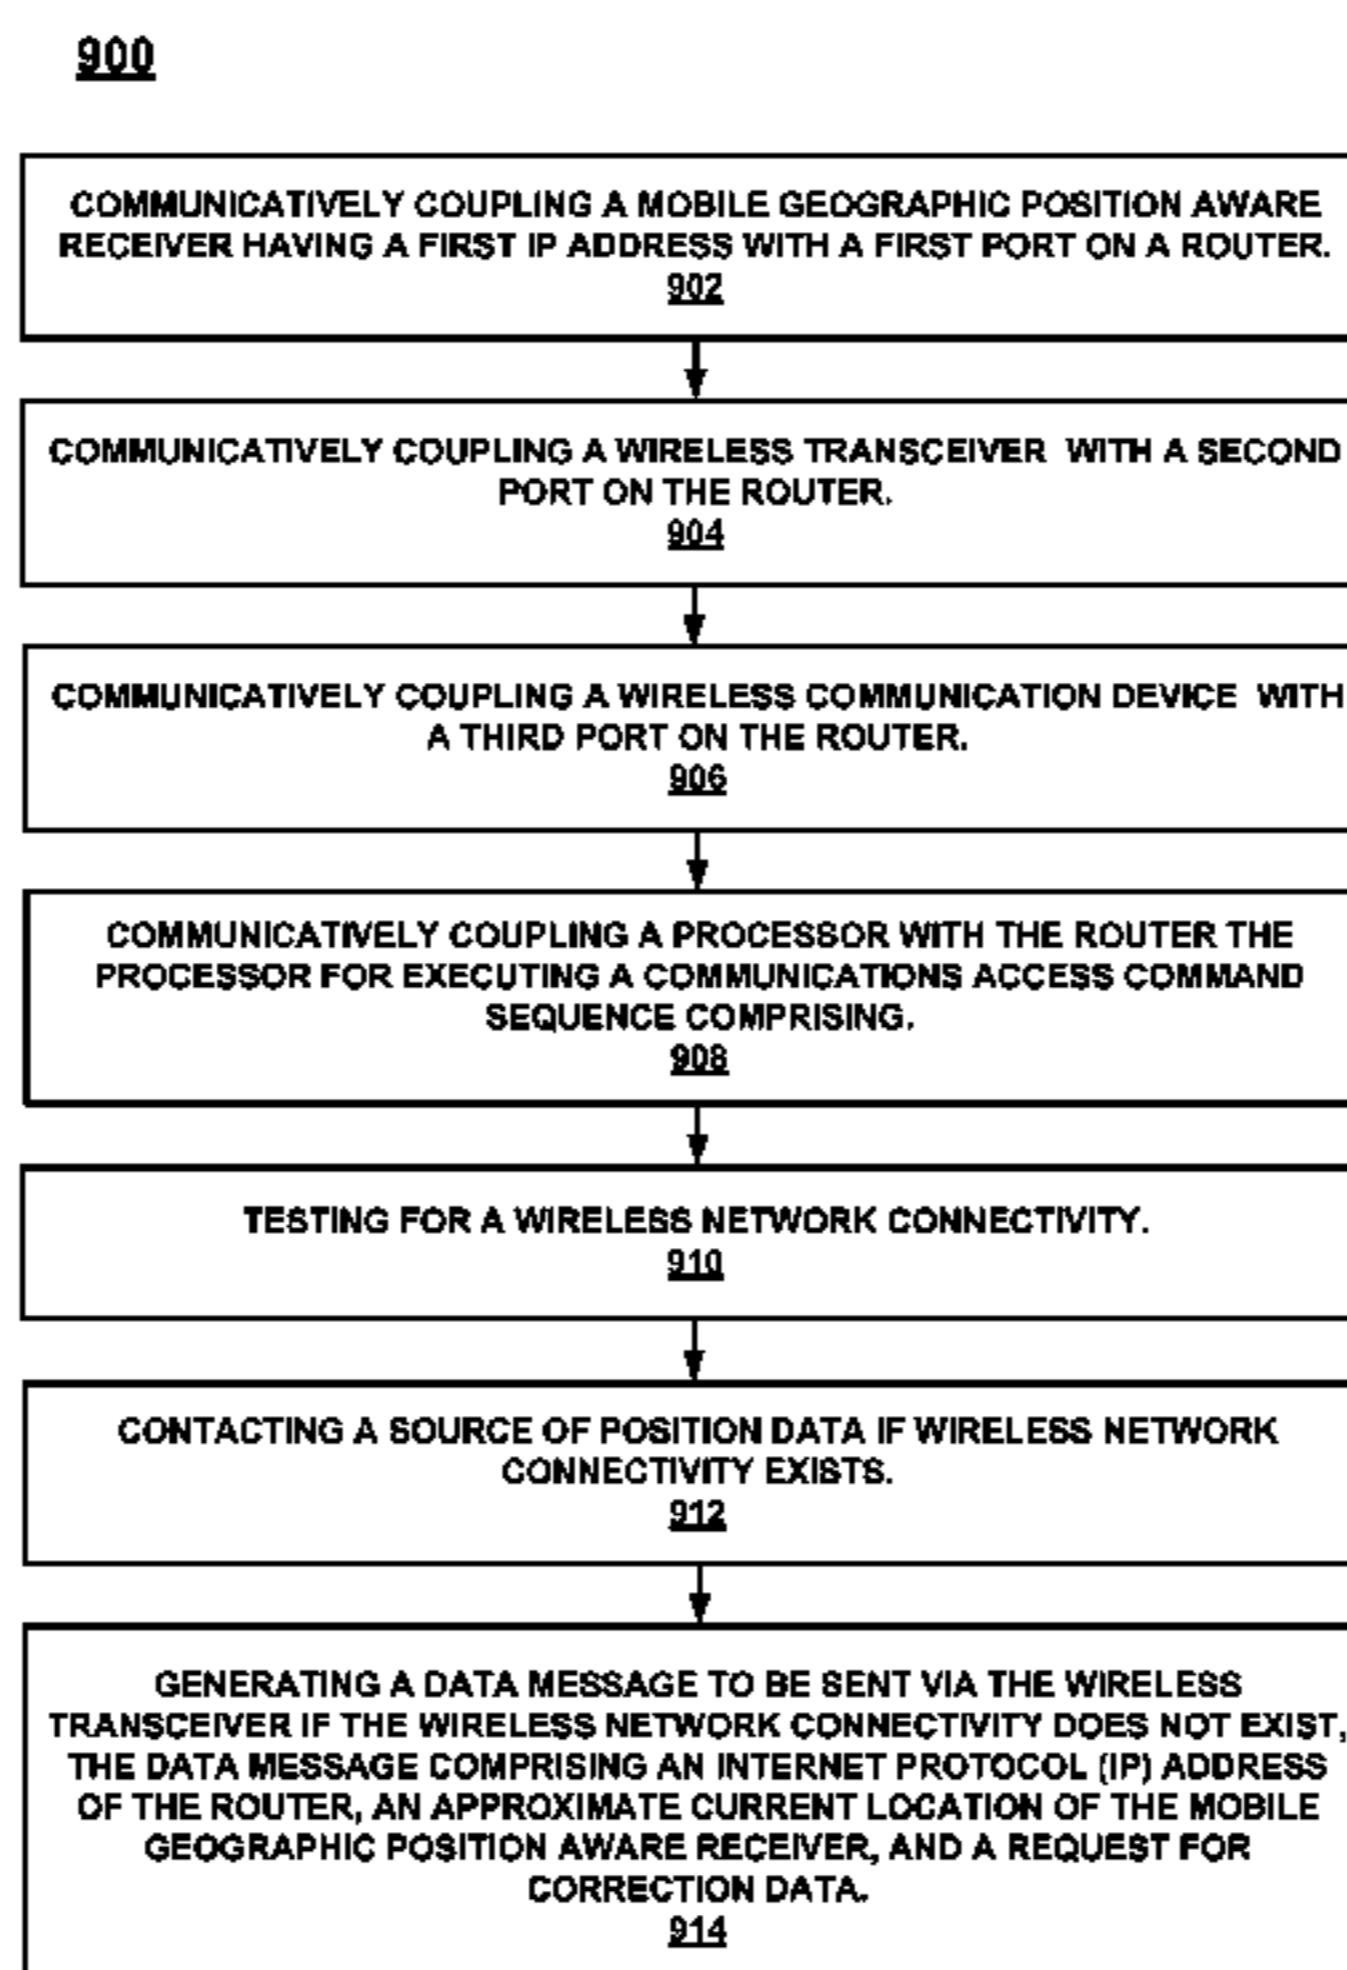 900
COMMUNICATIVELY COUPLING A MOBILE GEOGRAPHIC POSITION AWARE
RECEIVER HAVING A FIRST IP ADDRESS WITH A FIRST PORT ON A ROUTER.
902
COMMUNICATIVELY COUPLING A WIRELESS TRANSCEIVER WITH A SECOND
PORT ON THE ROUTER.
904
COMMUNICATIVELY COUPLING A WIRELESS COMMUNICATION DEVICE WITH
A THIRD PORT ON THE ROUTER.
906
COMMUNICATIVELY COUPLING A PROCESSOR WITH THE ROUTER THE
PROCESSOR FOR EXECUTING A COMMUNICATIONS ACCESS COMMAND
SEQUENCE COMPRISING.
908
TESTING FOR A WIRELESS NETWORK CONNECTIVITY.
910
CONTACTING A SOURCE OF POSITION DATA IF WIRELESS NETWORK
CONNECTIVITY EXISTS.
912
GENERATING A DATA MESSAGE TO BE SENT VIA THE WIRELESS
TRANSCEIVER IF THE WIRELESS NETWORK CONNECTIVITY DOES NOT EXIST,
THE DATA MESSAGE COMPRISING AN INTERNET PROTOCOL (IP) ADDRESS
OF THE ROUTER, AN APPROXIMATE CURRENT LOCATION OF THE MOBILE
GEOGRAPHIC POSITION AWARE RECEIVER, AND A REQUEST FOR
CORRECTION DATA.
914